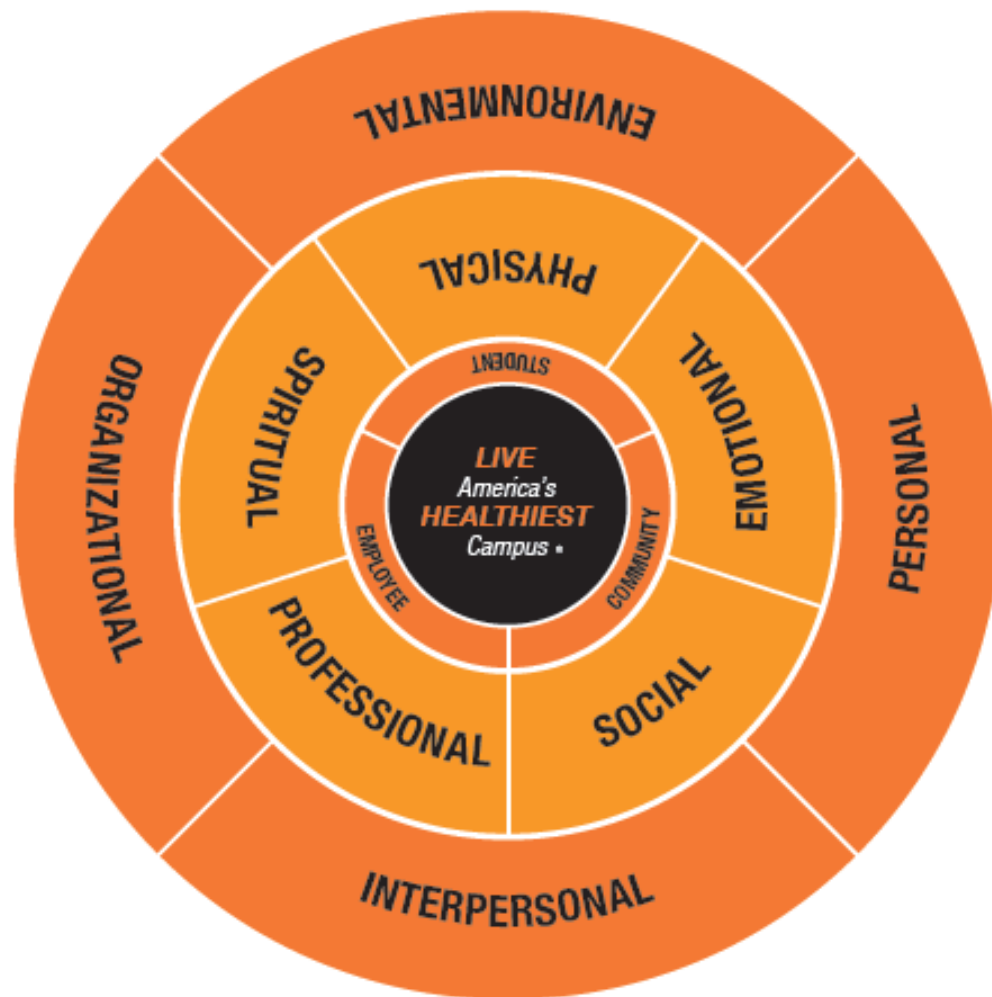 ENVIRONMENTAL
PERSONAL
INTERPERSONAL
ORGANIZATIONAL
PHYSICAL
EMOTIONAL
SOCIAL
PROFESSIONAL
SPIRITUAL
STUDENT
COMMUNITY
EMPLOYEE
LIVE
America's
HEALTHIEST
Campus